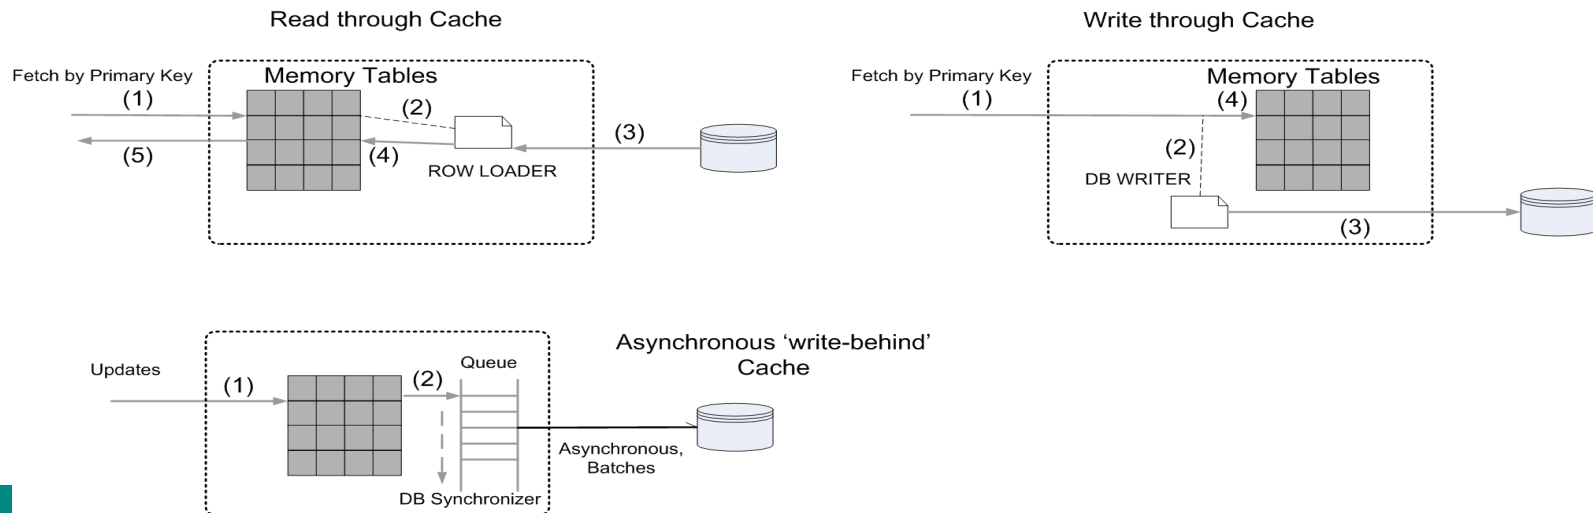 Read through Cache
Fetch by Primary Key
Memory Tables
(1)
(2)
(3)
(4)
(5)
ROW LOADER
Write through Cache
Fetch by Primary Key
Memory Tables
(1)
(4)
(2)
DB WRITER
(3)
Asynchronous ‘write-behind’
Cache
Updates
Queue
(1)
(2)
Asynchronous,
Batches
DB Synchronizer